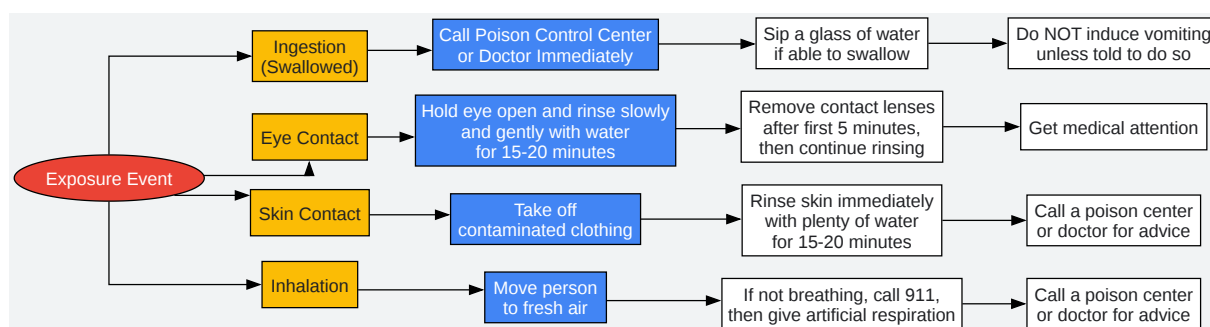 Exposure Event
Ingestion
(Swallowed)
Call Poison Control Center
or Doctor Immediately
Sip a glass of water
if able to swallow
Do NOT induce vomiting
unless told to do so
Eye Contact
Hold eye open and rinse slowly
and gently with water
for 15-20 minutes
Remove contact lenses
after first 5 minutes,
then continue rinsing
Get medical attention
Skin Contact
Take off
contaminated clothing
Rinse skin immediately
with plenty of water
for 15-20 minutes
Call a poison center
or doctor for advice
Inhalation
Move person
to fresh air
If not breathing, call 911,
then give artificial respiration
Call a poison center
or doctor for advice